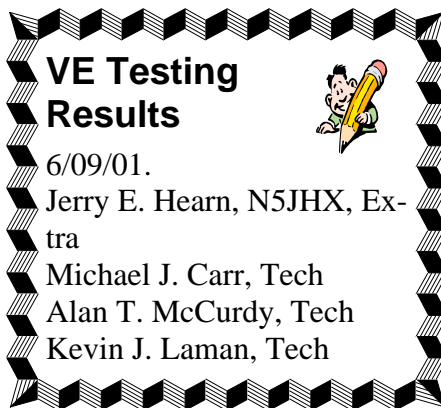 VE Testing
Results
6/09/01.
Jerry E. Hearn, N5JHX, Ex-
tra
Michael J. Carr, Tech
Alan T. McCurdy, Tech
Kevin J. Laman, Tech